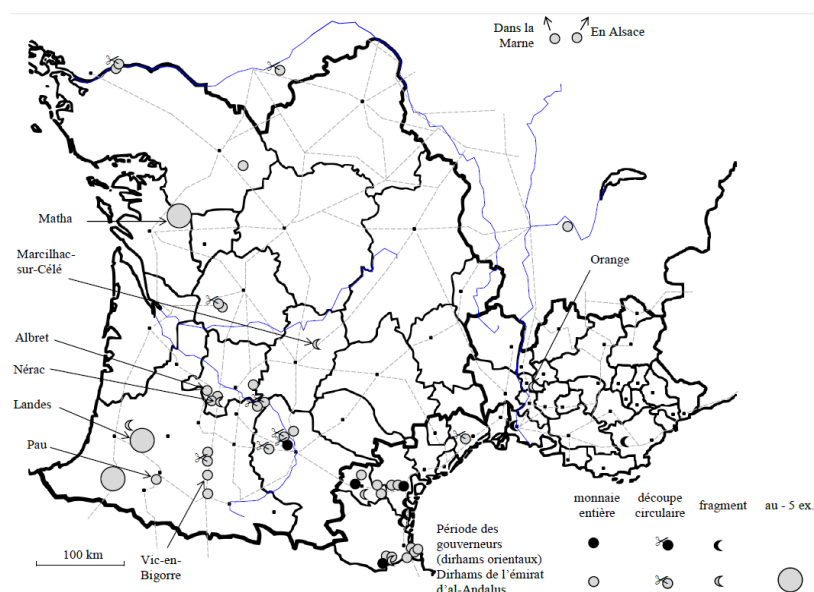 Dans la
Marne
En Alsace
Matha
Marcilhac-
sur-Célé
Orange
Albret
Nérac
Landes
Pau
Vic-en-
Bigorre
100 km
monnaie
entière
découpe
circulaire
fragment
au - 5 ex.
Période des
gouverneurs
(dirhams orientaux)
Dirhams de l'émirat
d'al-Andalus